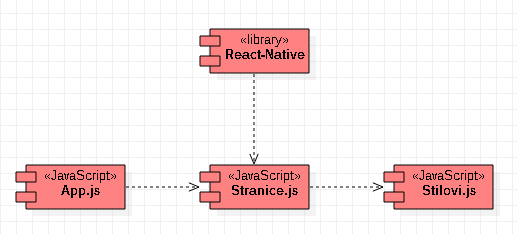 «library»
React-Native
«JavaScript»
App.js
«JavaScript»
Stranice.js
«JavaScript»
Stilovi.js